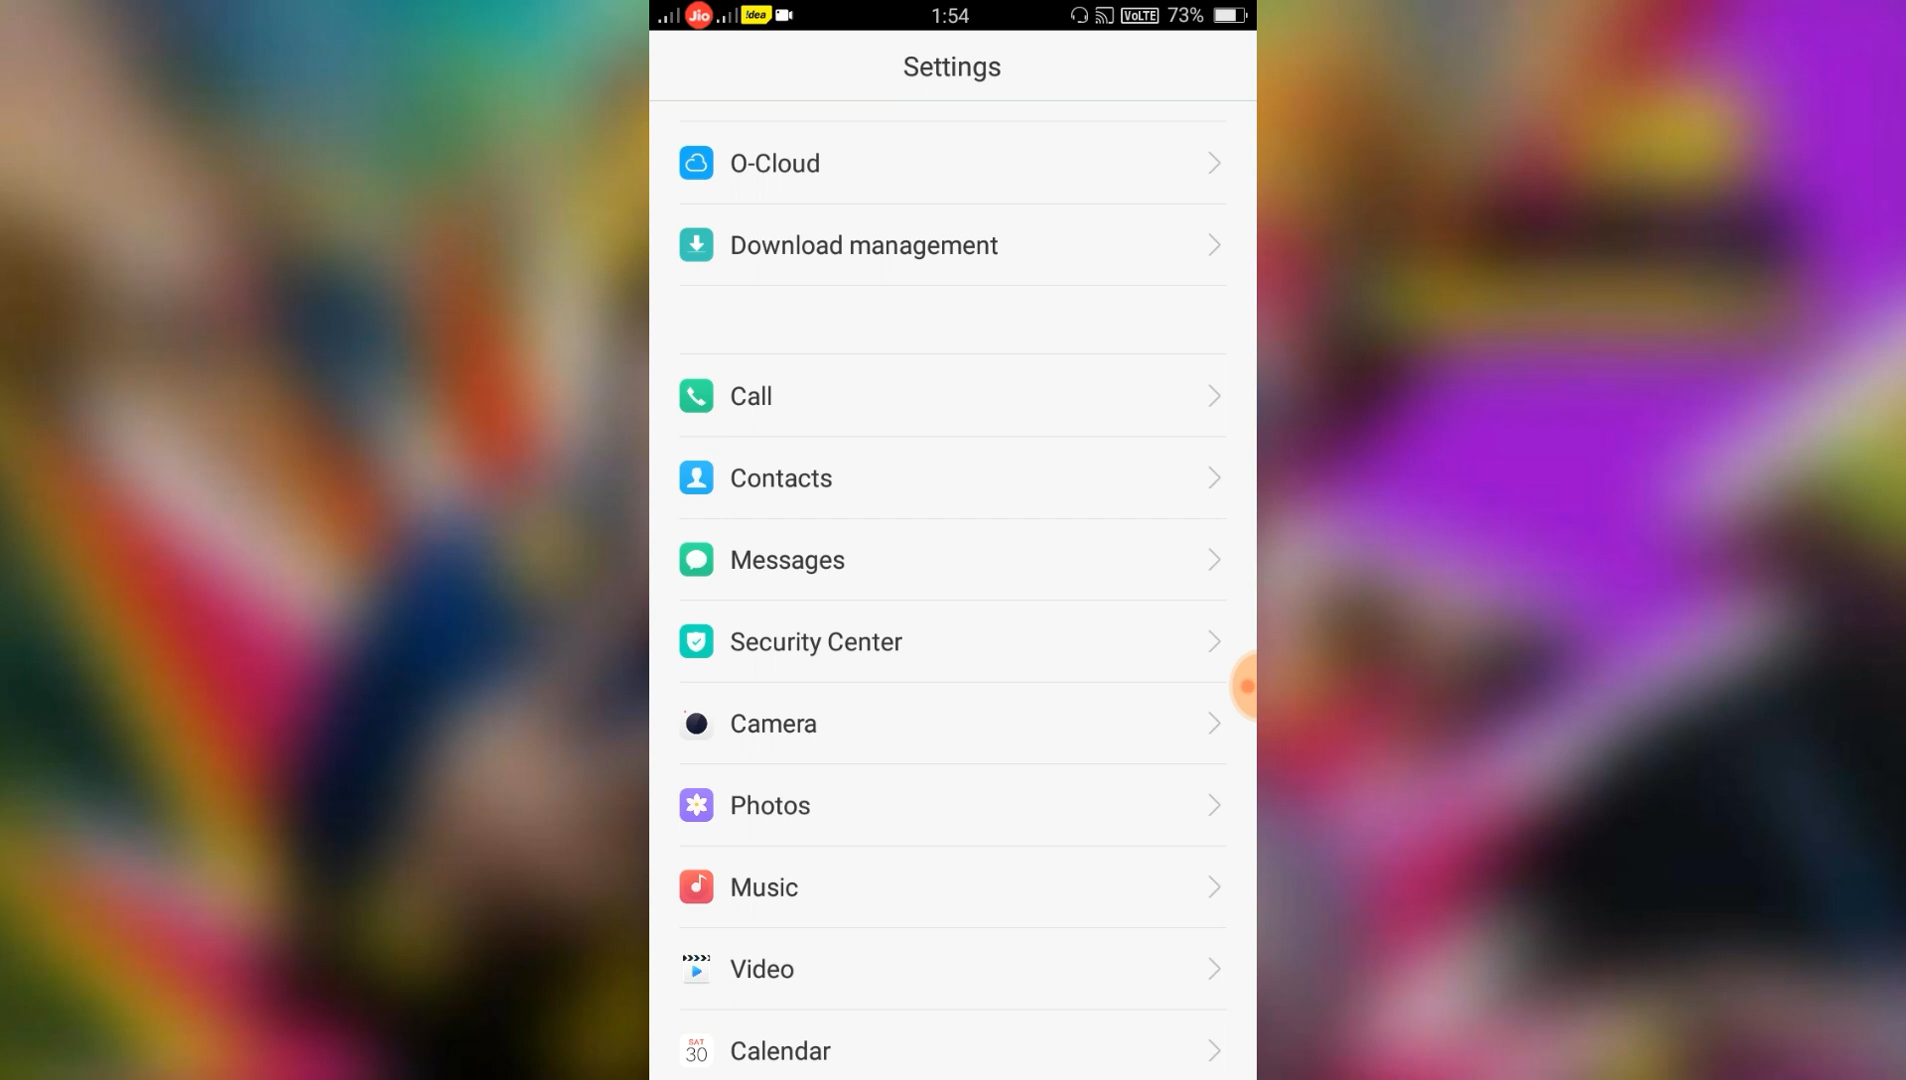 Jio !dea 1:54 VoLTE 73%
Settings
O-Cloud
Download management
Call
Contacts
Messages
Security Center
Camera
Photos
Music
Video
SAT
30
Calendar